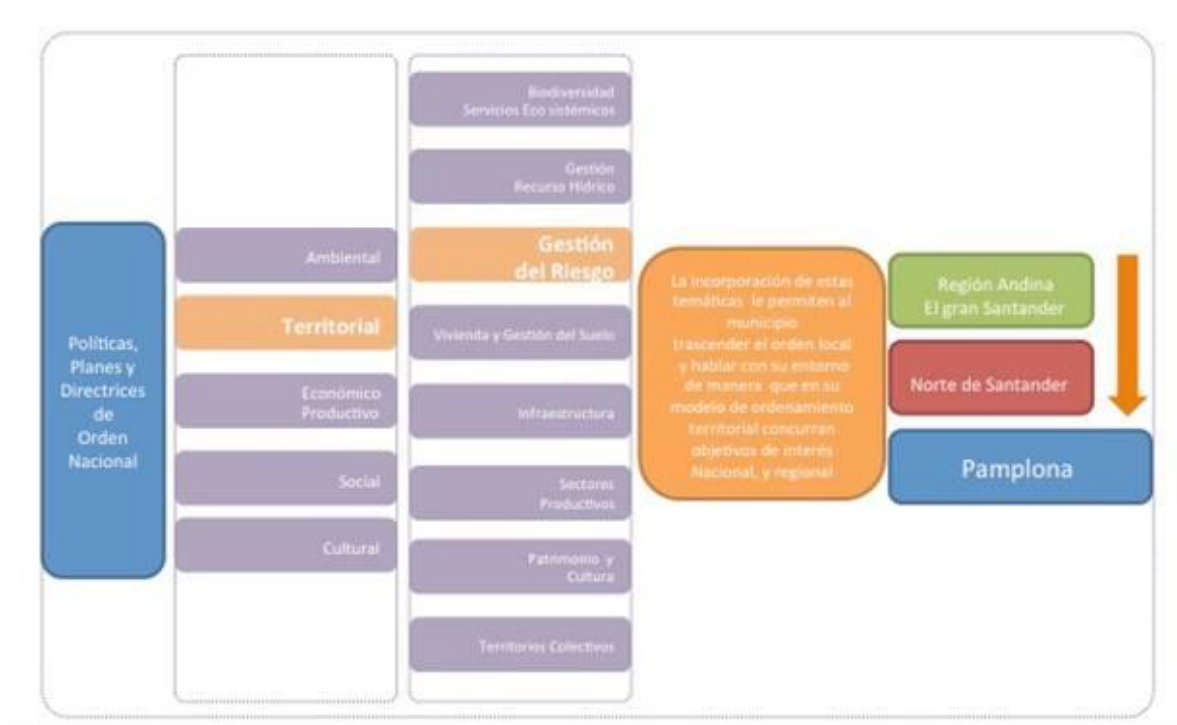 Políticas,
Planes y
Directrices
de
Orden
Nacional
Ambiental
Territorial
Económico
Productivo
Social
Cultural
Biodiversidad
Servicios Eco sistémicos
Gestión
Recurso Hídrico
Gestión
del Riesgo
Vivienda y Gestión del Suelo
Infraestructura
Sectores
Productivos
Patrimonio y
Cultura
Territorios Colectivos
La incorporación de estas
temáticas le permiten al
municipio
trascender el orden local
y hablar con su entorno
de manera que en su
modelo de ordenamiento
territorial concurran
objetivos de interés
Nacional, y regional
Región Andina
El gran Santander
Norte de Santander
Pamplona